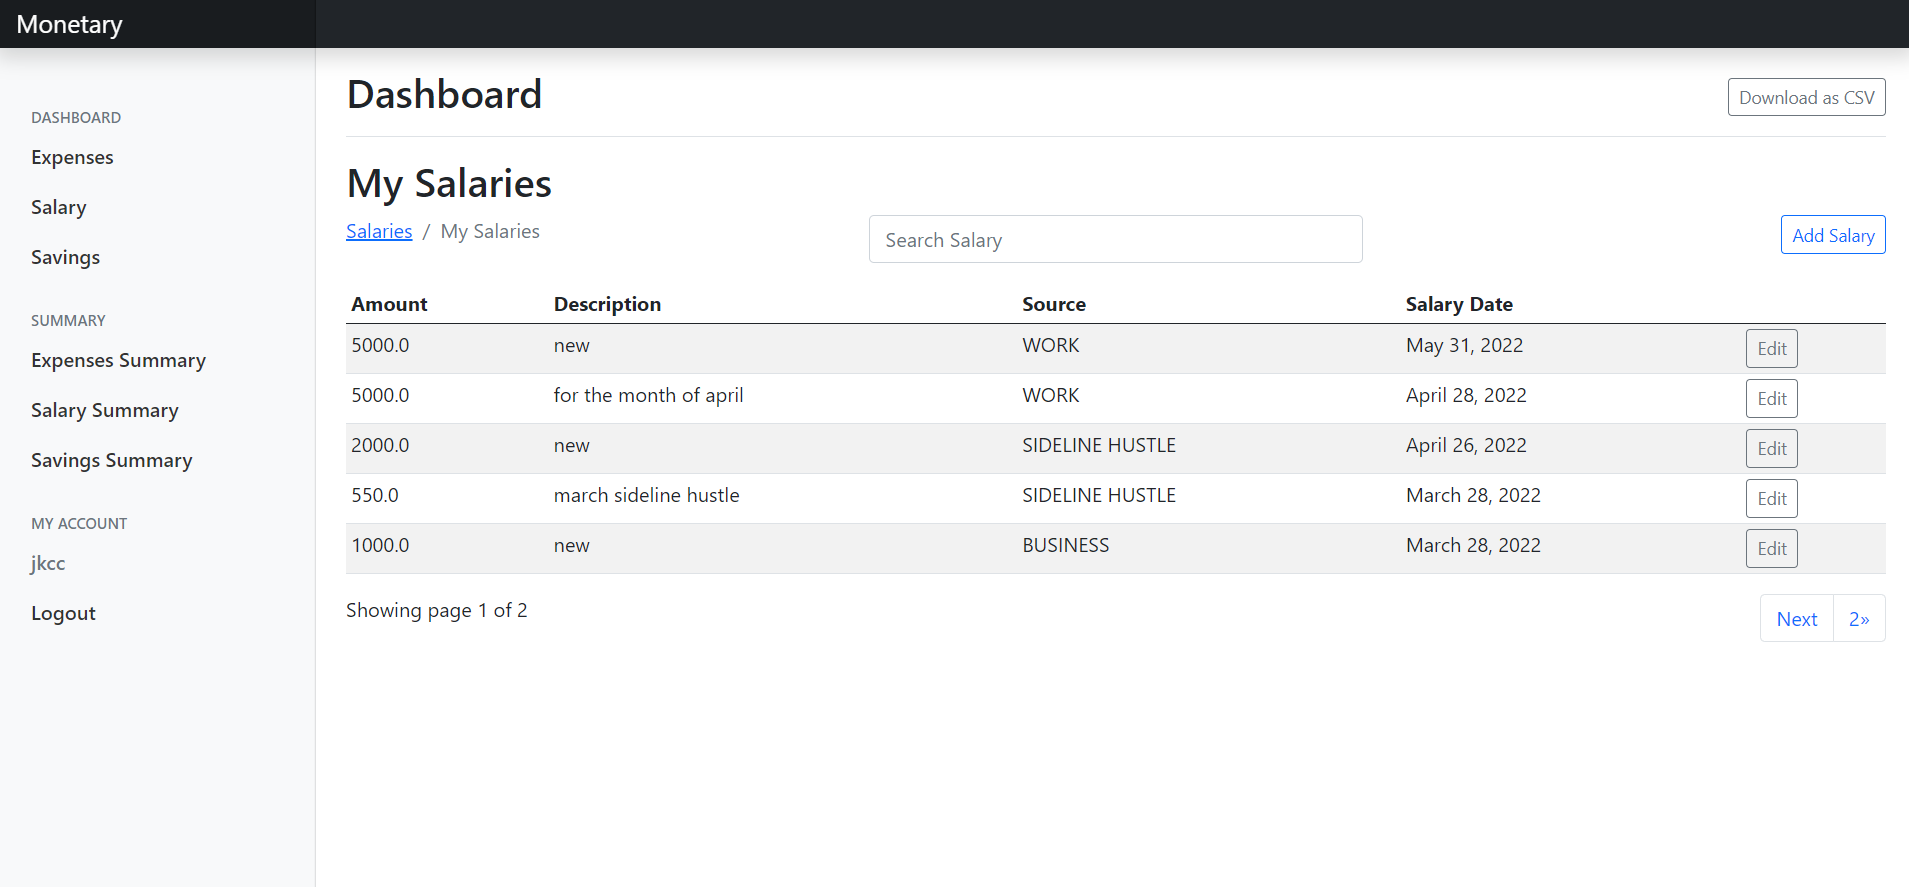 Monetary
DASHBOARD
Expenses
Salary
Savings
SUMMARY
Expenses Summary
Salary Summary
Savings Summary
MY ACCOUNT
jkcc
Logout
Dashboard
Download as CSV
My Salaries
Salaries / My Salaries
Search Salary
Add Salary
Amount Description Source Salary Date
5000.0 new WORK May 31, 2022 Edit
5000.0 for the month of april WORK April 28, 2022 Edit
2000.0 new SIDELINE HUSTLE April 26, 2022 Edit
550.0 march sideline hustle SIDELINE HUSTLE March 28, 2022 Edit
1000.0 new BUSINESS March 28, 2022 Edit
Showing page 1 of 2
Next 2»